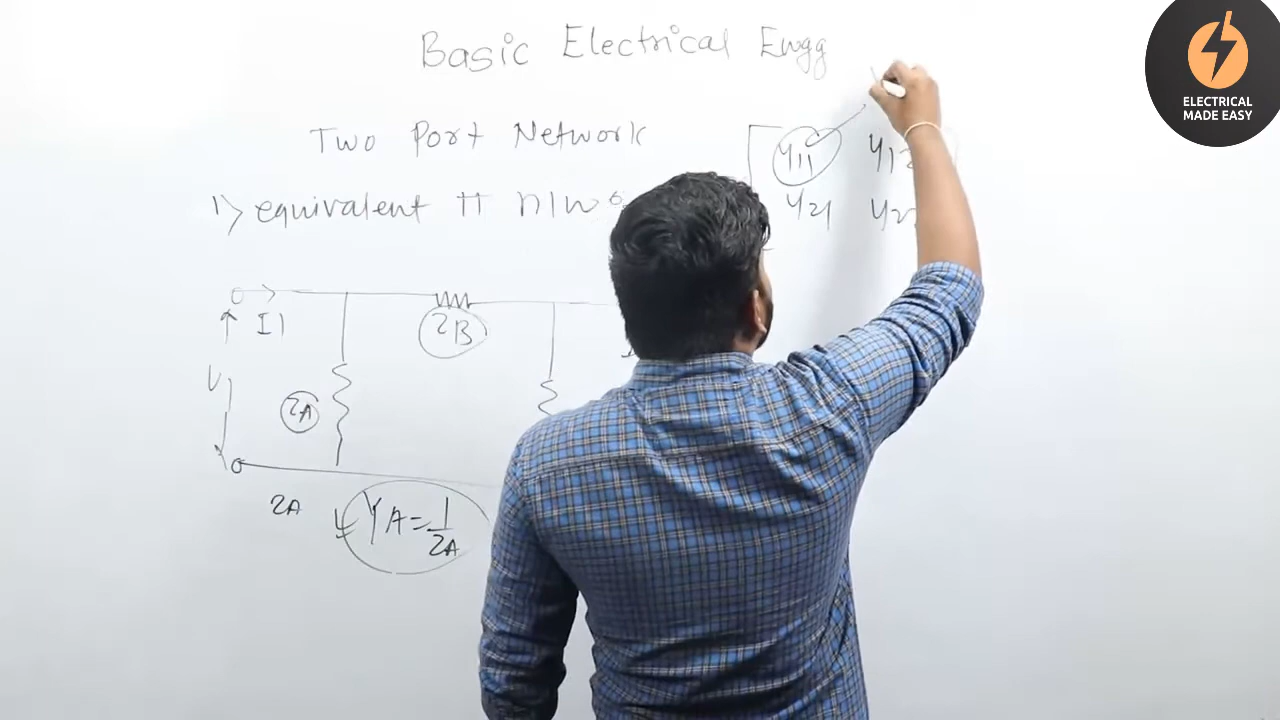 Basic Electrical Engg
ELECTRICAL
MADE EASY
Two Port Network
Y11 Y12
1) equivalent π n/w
Y21
I1
ZB
V1
ZA
ZA
YA = 1/ZA